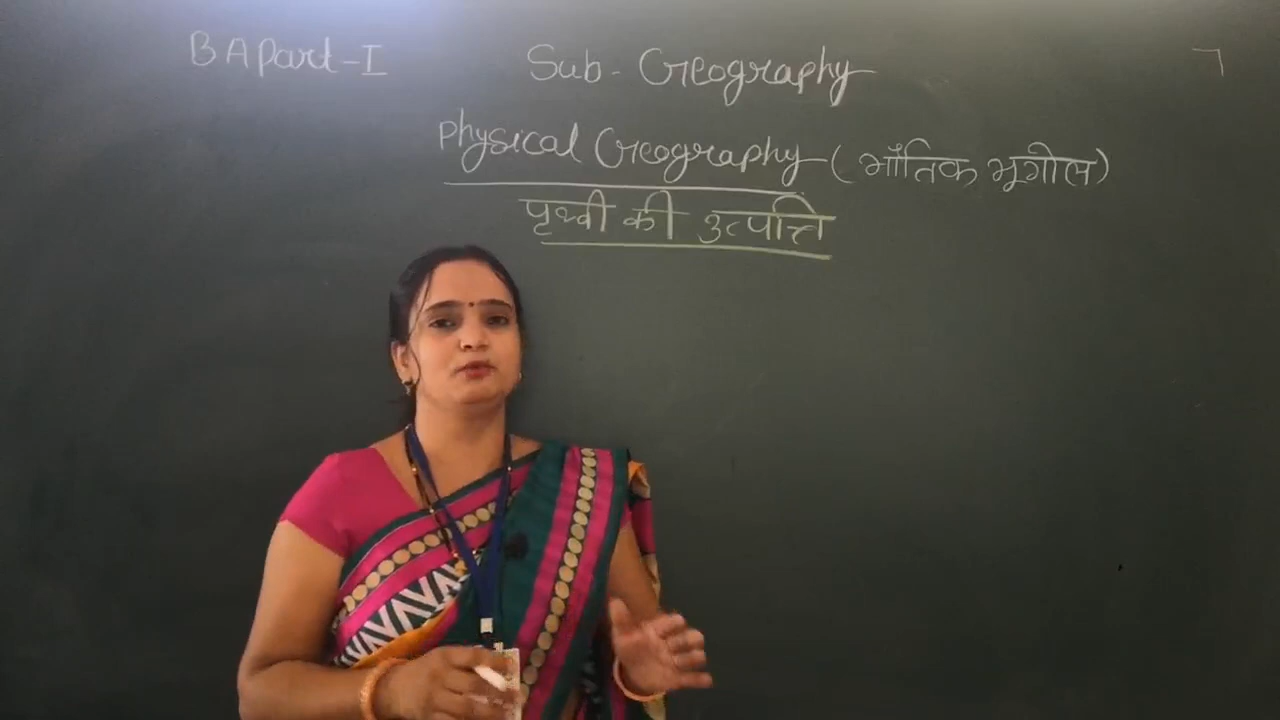 B A Part-I Sub- Geography
Physical Geography (भौतिक भूगोल)
पृथ्वी की उत्पत्ति